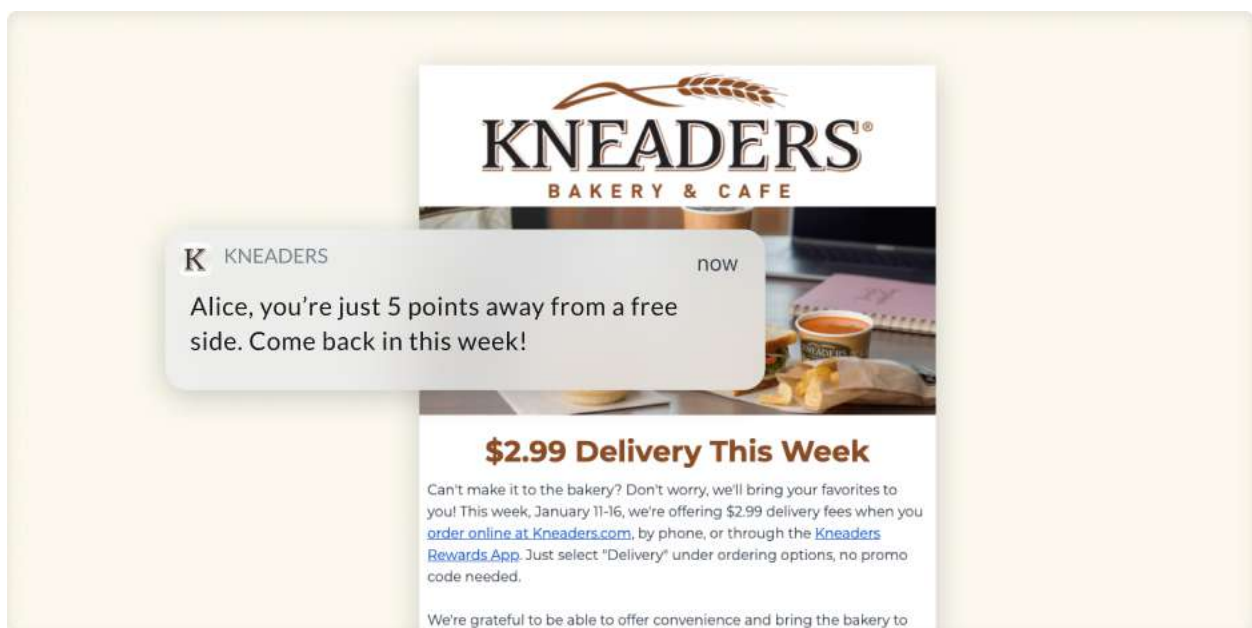 KNEADERS®
BAKERY & CAFE
K KNEADERS
now
Alice, you’re just 5 points away from a free
side. Come back in this week!
KNEADERS
$2.99 Delivery This Week
Can't make it to the bakery? Don't worry, we'll bring your favorites to
you! This week, January 11-16, we're offering $2.99 delivery fees when you
order online at Kneaders.com, by phone, or through the Kneaders
Rewards App. Just select "Delivery" under ordering options, no promo
code needed.
We're grateful to be able to offer convenience and bring the bakery to